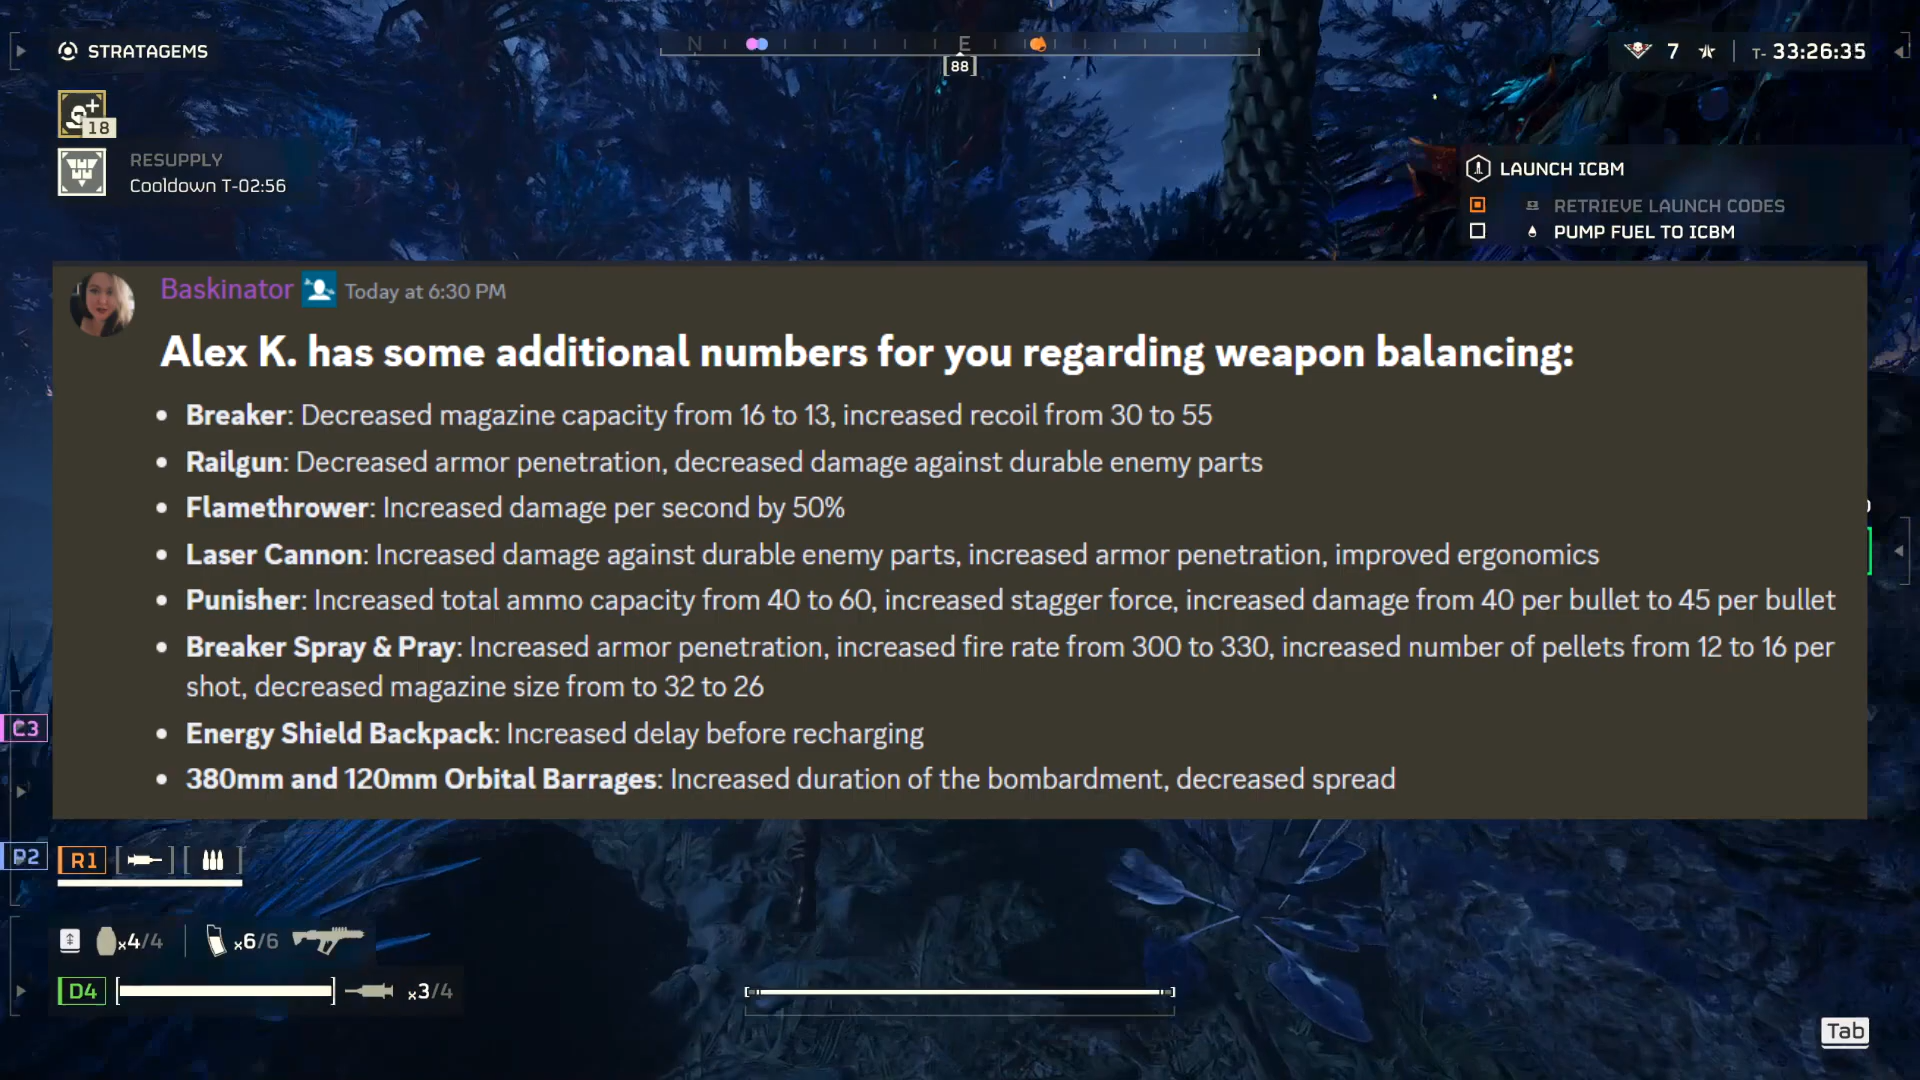 STRATAGEMS
N
E
[88]
7
T- 33:26:35
18
RESUPPLY
Cooldown T-02:56
LAUNCH ICBM
RETRIEVE LAUNCH CODES
PUMP FUEL TO ICBM
Baskinator Today at 6:30 PM
Alex K. has some additional numbers for you regarding weapon balancing:
• Breaker: Decreased magazine capacity from 16 to 13, increased recoil from 30 to 55
• Railgun: Decreased armor penetration, decreased damage against durable enemy parts
• Flamethrower: Increased damage per second by 50%
• Laser Cannon: Increased damage against durable enemy parts, increased armor penetration, improved ergonomics
• Punisher: Increased total ammo capacity from 40 to 60, increased stagger force, increased damage from 40 per bullet to 45 per bullet
• Breaker Spray & Pray: Increased armor penetration, increased fire rate from 300 to 330, increased number of pellets from 12 to 16 per
shot, decreased magazine size from to 32 to 26
• Energy Shield Backpack: Increased delay before recharging
• 380mm and 120mm Orbital Barrages: Increased duration of the bombardment, decreased spread
C3
P2
R1
x4/4 x6/6
D4 x3/4
Tab